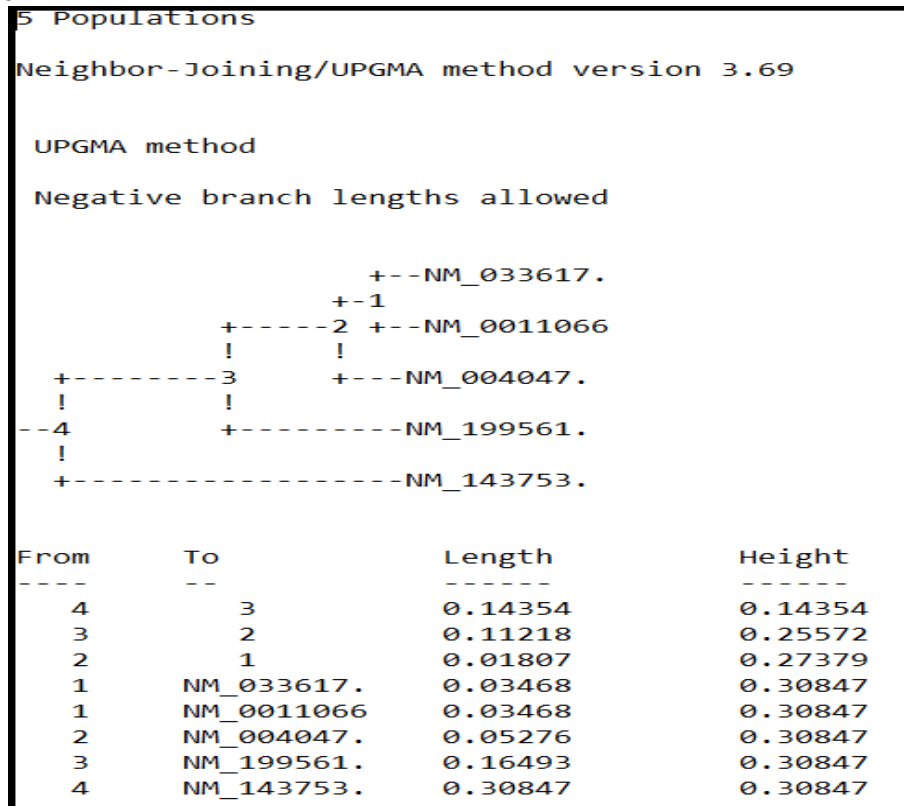 5 Populations
Neighbor-Joining/UPGMA method version 3.69
UPGMA method
Negative branch lengths allowed
                   +--NM_033617.
                 +-1
           +-----2 +--NM_0011066
           !     !
  +--------3     +---NM_004047.
  !        !
--4        +---------NM_199561.
  !
  +------------------NM_143753.
From To Length Height
---- -- ------ ------
4 3 0.14354 0.14354
3 2 0.11218 0.25572
2 1 0.01807 0.27379
1 NM_033617. 0.03468 0.30847
1 NM_0011066 0.03468 0.30847
2 NM_004047. 0.05276 0.30847
3 NM_199561. 0.16493 0.30847
4 NM_143753. 0.30847 0.30847